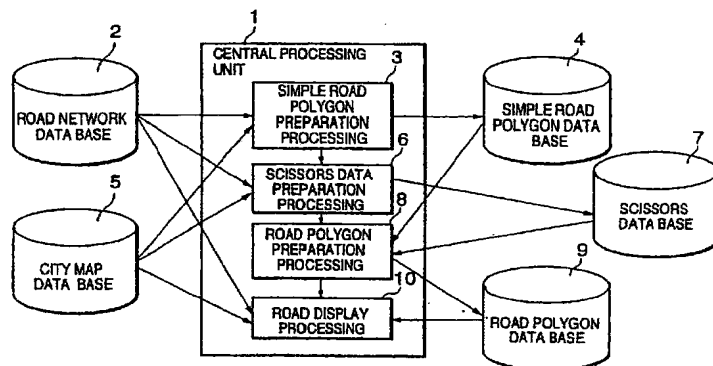 1
CENTRAL PROCESSING
UNIT
2
ROAD NETWORK
DATA BASE
3
SIMPLE ROAD
POLYGON
PREPARATION
PROCESSING
4
SIMPLE ROAD
POLYGON DATA
BASE
5
CITY MAP
DATA BASE
6
SCISSORS DATA
PREPARATION
PROCESSING
7
SCISSORS
DATA BASE
8
ROAD POLYGON
PREPARATION
PROCESSING
9
ROAD POLYGON
DATA BASE
10
ROAD DISPLAY
PROCESSING